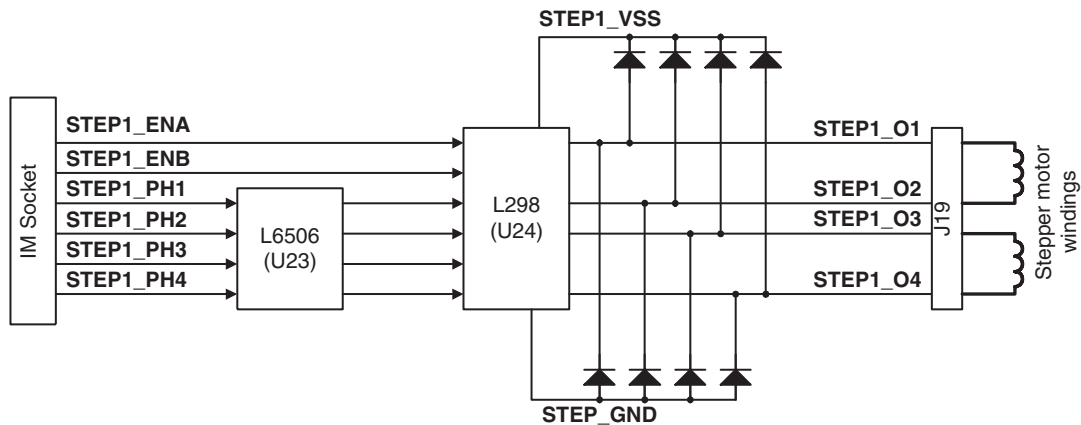 STEP1_VSS
STEP1_ENA
STEP1_ENB
STEP1_PH1
STEP1_PH2
STEP1_PH3
STEP1_PH4
IM Socket
L6506
(U23)
L298
(U24)
STEP1_O1
STEP1_O2
STEP1_O3
STEP1_O4
J19
Stepper motor
windings
STEP_GND